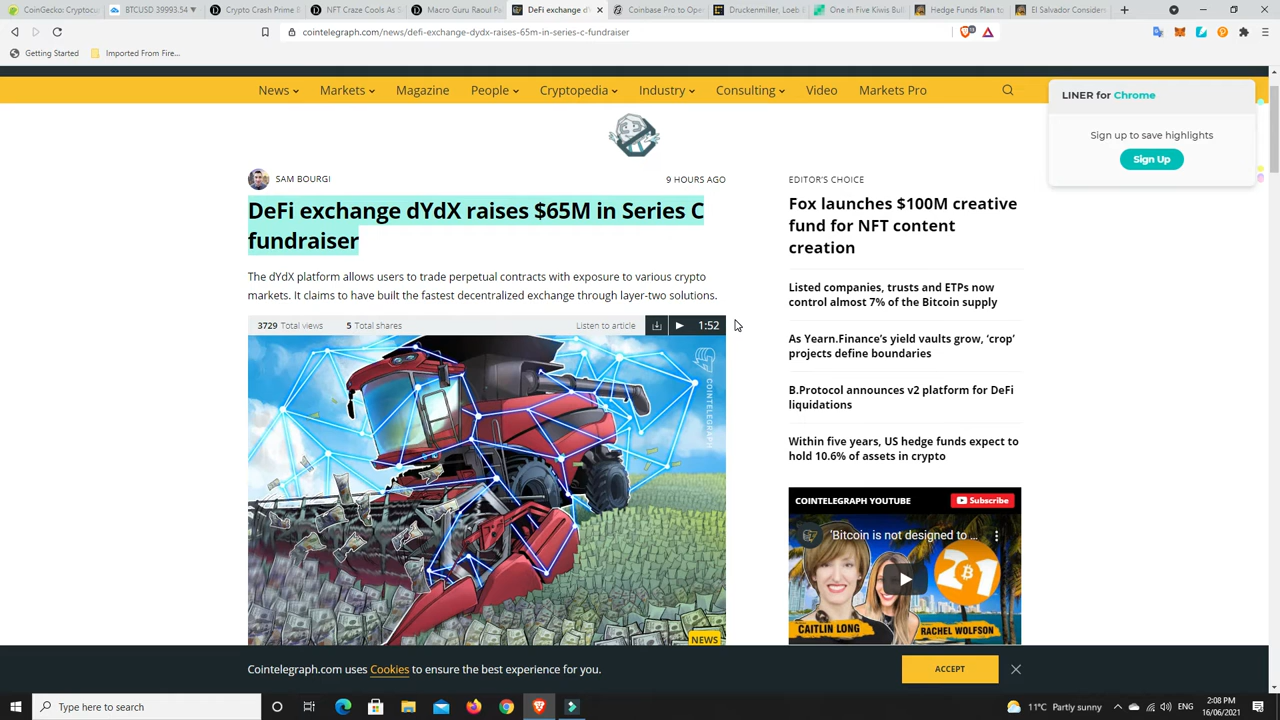 CoinGecko: Cryptocu
BTCUSD 39993.54
Crypto Crash Prime B
NFT Craze Cools As S
Macro Guru Raoul Pa
DeFi exchange dY
Coinbase Pro to Open
Druckenmiller, Loeb
One in Five Kiwis Buil
Hedge Funds Plan to
El Salvador Considers
cointelegraph.com/news/defi-exchange-dydx-raises-65m-in-series-c-fundraiser
Getting Started
Imported From Fire...
News
Markets
Magazine
People
Cryptopedia
Industry
Consulting
Video
Markets Pro
LINER for Chrome
Sign up to save highlights
Sign Up
SAM BOURGI
9 HOURS AGO
DeFi exchange dYdX raises $65M in Series C
fundraiser
The dYdX platform allows users to trade perpetual contracts with exposure to various crypto
markets. It claims to have built the fastest decentralized exchange through layer-two solutions.
3729 Total views
5 Total shares
Listen to article
1:52
COINTELEGRAPH
NEWS
EDITOR'S CHOICE
Fox launches $100M creative
fund for NFT content
creation
Listed companies, trusts and ETPs now
control almost 7% of the Bitcoin supply
As Yearn.Finance's yield vaults grow, 'crop'
projects define boundaries
B.Protocol announces v2 platform for DeFi
liquidations
Within five years, US hedge funds expect to
hold 10.6% of assets in crypto
COINTELEGRAPH YOUTUBE
Subscribe
'Bitcoin is not designed to ...
21
CAITLIN LONG
RACHEL WOLFSON
Cointelegraph.com uses Cookies to ensure the best experience for you.
ACCEPT
Type here to search
11°C Partly sunny
ENG
2:08 PM
16/06/2021